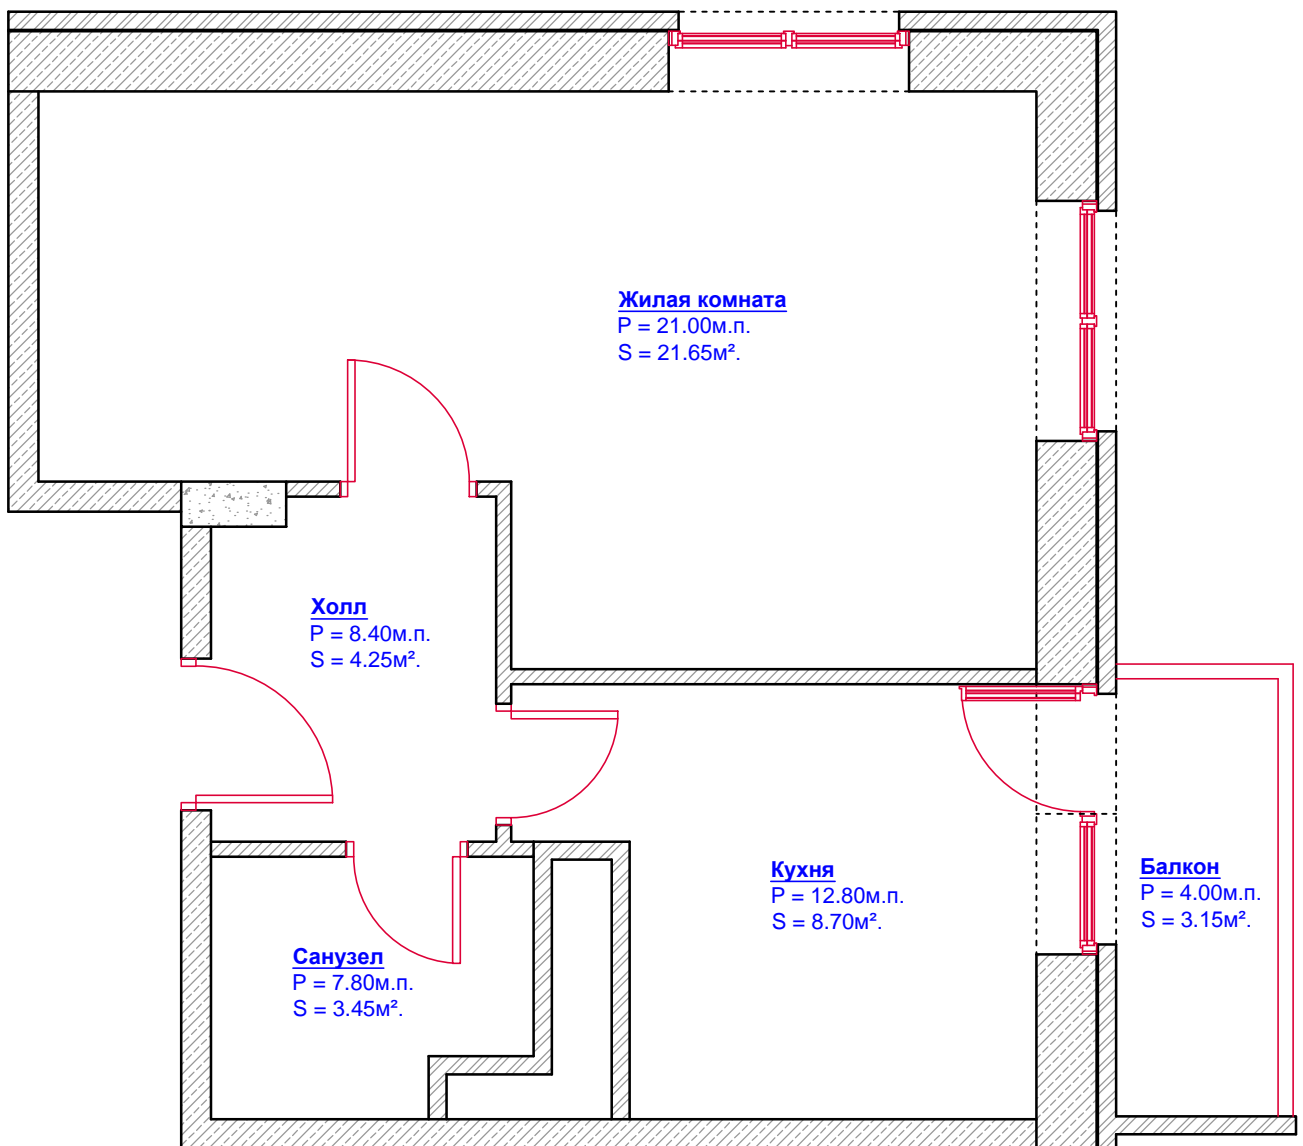 Жилая комната
P = 21.00м.п.
S = 21.65м².
Холл
P = 8.40м.п.
S = 4.25м².
Кухня
P = 12.80м.п.
S = 8.70м².
Балкон
P = 4.00м.п.
S = 3.15м².
Санузел
P = 7.80м.п.
S = 3.45м².